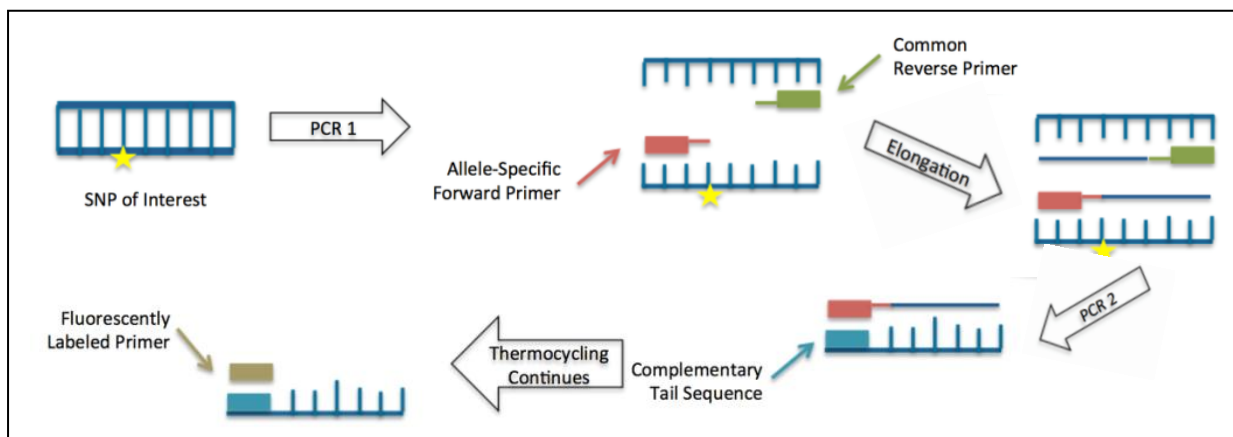 PCR 1
SNP of Interest
Common
Reverse Primer
Allele-Specific
Forward Primer
Elongation
PCR 2
Complementary
Tail Sequence
Thermocycling
Continues
Fluorescently
Labeled Primer